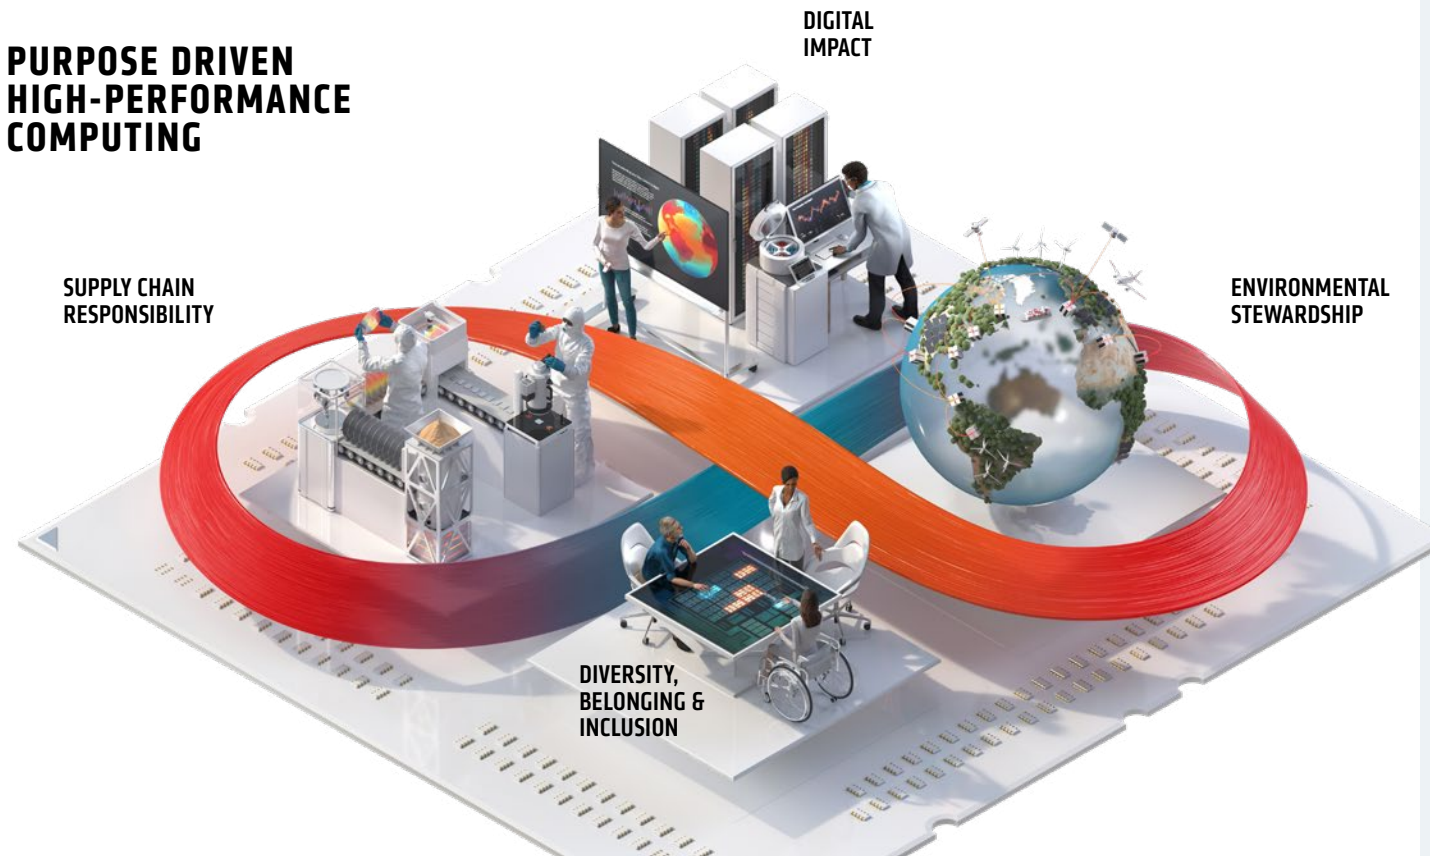 PURPOSE DRIVEN
HIGH-PERFORMANCE
COMPUTING
DIGITAL
IMPACT
SUPPLY CHAIN
RESPONSIBILITY
ENVIRONMENTAL
STEWARDSHIP
DIVERSITY,
BELONGING &
INCLUSION